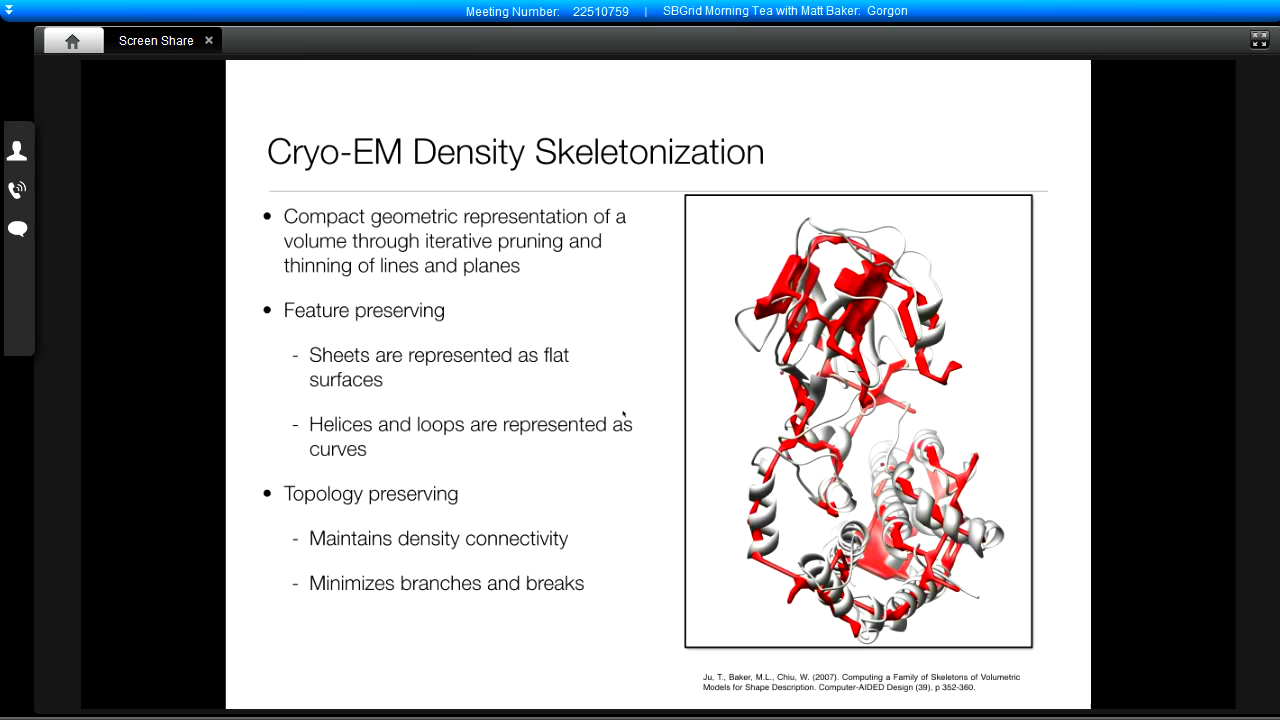 Meeting Number: 22510759 | SBGrid Morning Tea with Matt Baker: Gorgon
Screen Share
Cryo-EM Density Skeletonization
• Compact geometric representation of a
volume through iterative pruning and
thinning of lines and planes
• Feature preserving
- Sheets are represented as flat
surfaces
- Helices and loops are represented as
curves
• Topology preserving
- Maintains density connectivity
- Minimizes branches and breaks
Ju, T., Baker, M.L., Chiu, W. (2007). Computing a Family of Skeletons of Volumetric
Models for Shape Description. Computer-AIDED Design (39), p 352-360.